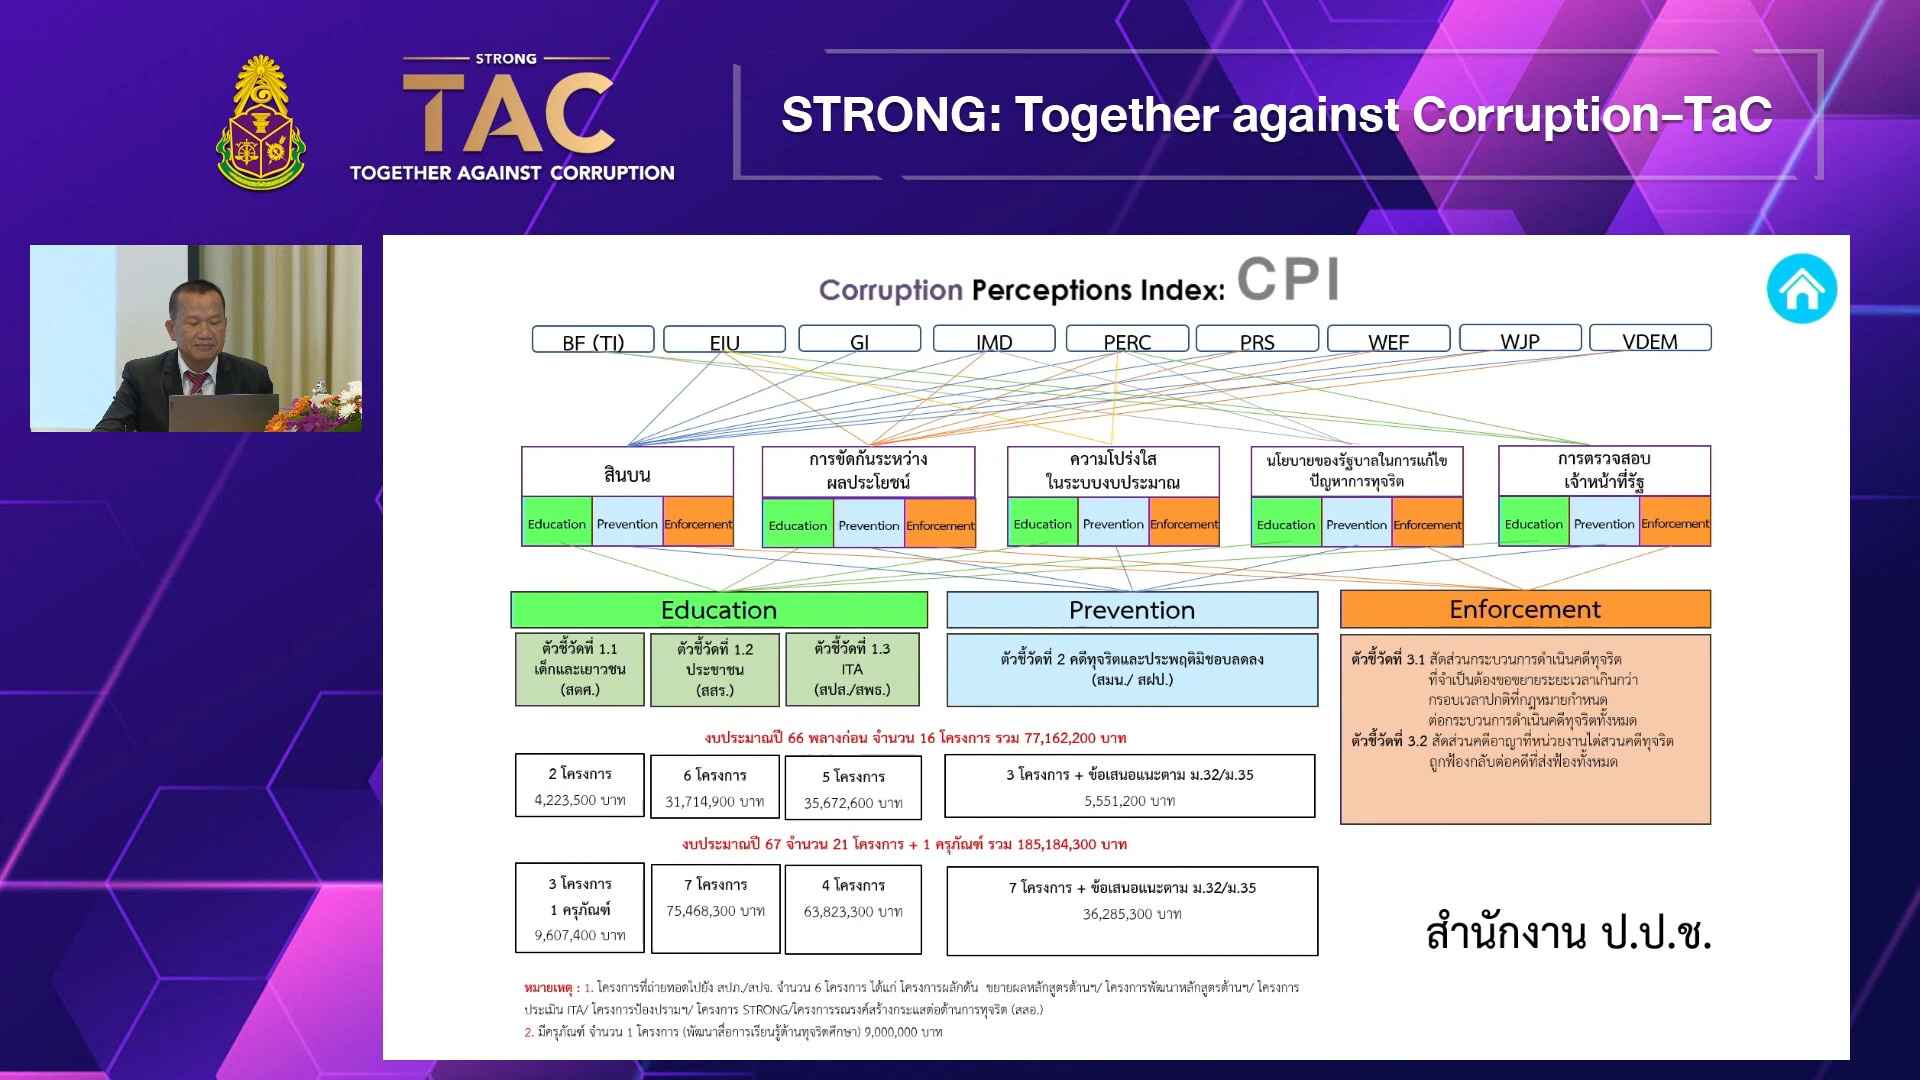 STRONG
TAC
TOGETHER AGAINST CORRUPTION
STRONG: Together against Corruption-TaC
Corruption Perceptions Index: CPI
BF (TI) EIU GI IMD PERC PRS WEF WJP VDEM
สินบน
การขัดกันระหว่าง
ผลประโยชน์
ความโปร่งใส
ในระบบงบประมาณ
นโยบายของรัฐบาลในการแก้ไข
ปัญหาการทุจริต
การตรวจสอบ
เจ้าหน้าที่รัฐ
Education Prevention Enforcement
Education Prevention Enforcement
Education Prevention Enforcement
Education Prevention Enforcement
Education Prevention Enforcement
Education
Prevention
Enforcement
ตัวชี้วัดที่ 1.1
เด็กและเยาวชน
(สตศ.)
ตัวชี้วัดที่ 1.2
ประชาชน
(สสร.)
ตัวชี้วัดที่ 1.3
ITA
(สปส./สพธ.)
ตัวชี้วัดที่ 2 คดีทุจริตและประพฤติมิชอบลดลง
(สมน./ สฝป.)
ตัวชี้วัดที่ 3.1 สัดส่วนกระบวนการดำเนินคดีทุจริต
ที่จำเป็นต้องขอขยายระยะเวลาเกินกว่า
กรอบเวลาปกติที่กฎหมายกำหนด
ต่อกระบวนการดำเนินคดีทุจริตทั้งหมด
ตัวชี้วัดที่ 3.2 สัดส่วนคดีอาญาที่หน่วยงานไต่สวนคดีทุจริต
ถูกฟ้องกลับต่อคดีที่ส่งฟ้องทั้งหมด
งบประมาณปี 66 พลางก่อน จำนวน 16 โครงการ รวม 77,162,200 บาท
2 โครงการ
4,223,500 บาท
6 โครงการ
31,714,900 บาท
5 โครงการ
35,672,600 บาท
3 โครงการ + ข้อเสนอแนะตาม ม.32/ม.35
5,551,200 บาท
งบประมาณปี 67 จำนวน 21 โครงการ + 1 ครุภัณฑ์ รวม 185,184,300 บาท
3 โครงการ
1 ครุภัณฑ์
9,607,400 บาท
7 โครงการ
75,468,300 บาท
4 โครงการ
63,823,300 บาท
7 โครงการ + ข้อเสนอแนะตาม ม.32/ม.35
36,285,300 บาท
สำนักงาน ป.ป.ช.
หมายเหตุ : 1. โครงการที่ถ่ายทอดไปยัง สปภ./สปจ. จำนวน 6 โครงการ ได้แก่ โครงการผลักดัน ขยายผลหลักสูตรต้านฯ/ โครงการพัฒนาหลักสูตรต้านฯ/ โครงการ
ประเมิน ITA/ โครงการป้องปรามฯ/ โครงการ STRONG/โครงการรณรงค์สร้างกระแสต่อต้านการทุจริต (สสอ.)
2. มีครุภัณฑ์ จำนวน 1 โครงการ (พัฒนาสื่อการเรียนรู้ต้านทุจริตศึกษา) 9,000,000 บาท